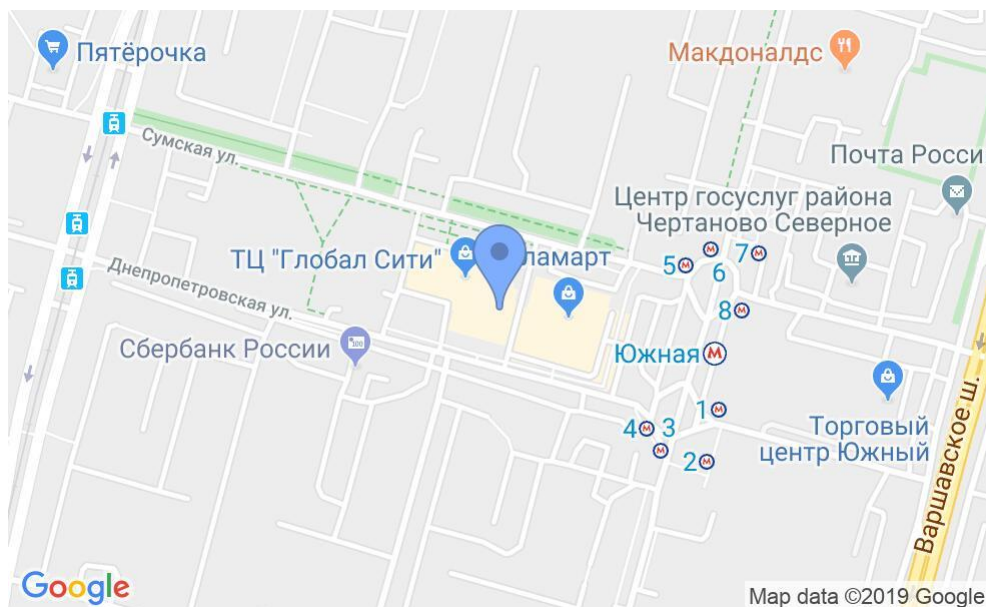 Пятёрочка
Макдоналдс
Сумская ул.
Почта Росси
Центр госуслуг района
Чертаново Северное
ТЦ "Глобал Сити"
ламарт
5
6
7
8
Днепропетровская ул.
Сбербанк России
Южная
1
4
3
2
Торговый
центр Южный
Варшавское ш.
Google
Map data ©2019 Google